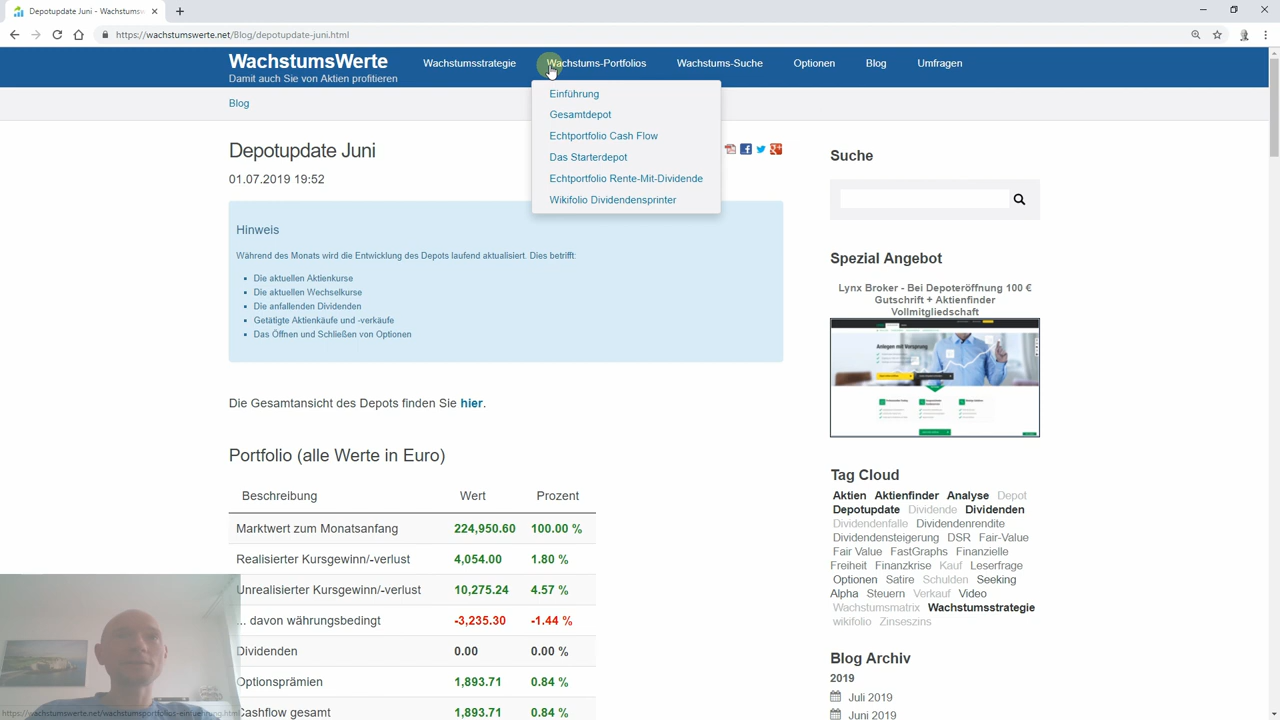 Depotupdate Juni - Wachstumsw
https://wachstumswerte.net/Blog/depotupdate-juni.html
WachstumsWerte
Damit auch Sie von Aktien profitieren
Wachstumsstrategie
Wachstums-Portfolios
Wachstums-Suche
Optionen
Blog
Umfragen
Einführung
Gesamtdepot
Echtportfolio Cash Flow
Das Starterdepot
Echtportfolio Rente-Mit-Dividende
Wikifolio Dividendensprinter
Blog
Depotupdate Juni
01.07.2019 19:52
Hinweis
Während des Monats wird die Entwicklung des Depots laufend aktualisiert. Dies betrifft:
Die aktuellen Aktienkurse
Die aktuellen Wechselkurse
Die anfallenden Dividenden
Getätigte Aktienkäufe und -verkäufe
Das Öffnen und Schließen von Optionen
Die Gesamtansicht des Depots finden Sie hier.
Portfolio (alle Werte in Euro)
Beschreibung Wert Prozent
Marktwert zum Monatsanfang 224,950.60 100.00 %
Realisierter Kursgewinn/-verlust 4,054.00 1.80 %
Unrealisierter Kursgewinn/-verlust 10,275.24 4.57 %
... davon währungsbedingt -3,235.30 -1.44 %
Dividenden 0.00 0.00 %
Optionsprämien 1,893.71 0.84 %
Cashflow gesamt 1,893.71 0.84 %
Suche
Spezial Angebot
Lynx Broker - Bei Depoteröffnung 100 €
Gutschrift + Aktienfinder
Vollmitgliedschaft
Anlegen mit Vorsprung
Tag Cloud
Aktien Aktienfinder Analyse Depot
Depotupdate Dividende Dividenden
Dividendenfalle Dividendenrendite
Dividendensteigerung DSR Fair-Value
Fair Value FastGraphs Finanzielle
Freiheit Finanzkrise Kauf Leserfrage
Optionen Satire Schulden Seeking
Alpha Steuern Verkauf Video
Wachstumsmatrix Wachstumsstrategie
wikifolio Zinseszins
Blog Archiv
2019
Juli 2019
Juni 2019
https://wachstumswerte.net/wachstumsportfolios-einfuehrung.html